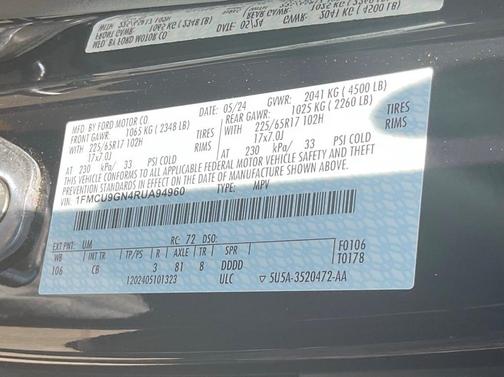 MFD. BY FORD MOTOR CO.
05/24
GVWR: 2041 KG ( 4500 LB)
FRONT GAWR: 1065 KG ( 2348 LB)
REAR GAWR: 1025 KG ( 2260 LB)
225/65R17 102H
225/65R17 102H
TIRES
17x7.0J
17x7.0J
RIMS
AT 230 kPa/ 33 PSI COLD
AT 230 kPa/ 33 PSI COLD
TIRES
RIMS
THIS VEHICLE CONFORMS TO ALL APPLICABLE FEDERAL MOTOR VEHICLE SAFETY AND THEFT
PREVENTION STANDARDS IN EFFECT ON THE DATE OF MANUFACTURE SHOWN ABOVE.
VIN: 1FMCU9GN4RUA94960
TYPE: MPV
EXT PNT: UM
RC: 72 DSO:
F0106
WB INT TR TP/PS R AXLE TR SPR
T0178
106 CB 3 81 8 DDDD
1202405101323
ULC
5U5A-3520472-AA